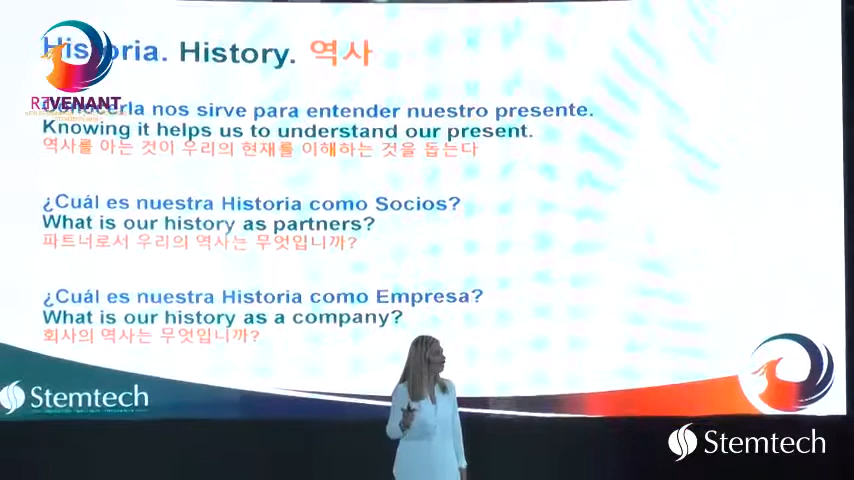 Historia. History. 역사
REVENANT
Conocerla nos sirve para entender nuestro presente.
Knowing it helps us to understand our present.
역사를 아는 것이 우리의 현재를 이해하는 것을 돕는다
¿Cuál es nuestra Historia como Socios?
What is our history as partners?
파트너로서 우리의 역사는 무엇입니까?
¿Cuál es nuestra Historia como Empresa?
What is our history as a company?
회사의 역사는 무엇입니까?
Stemtech
Stemtech